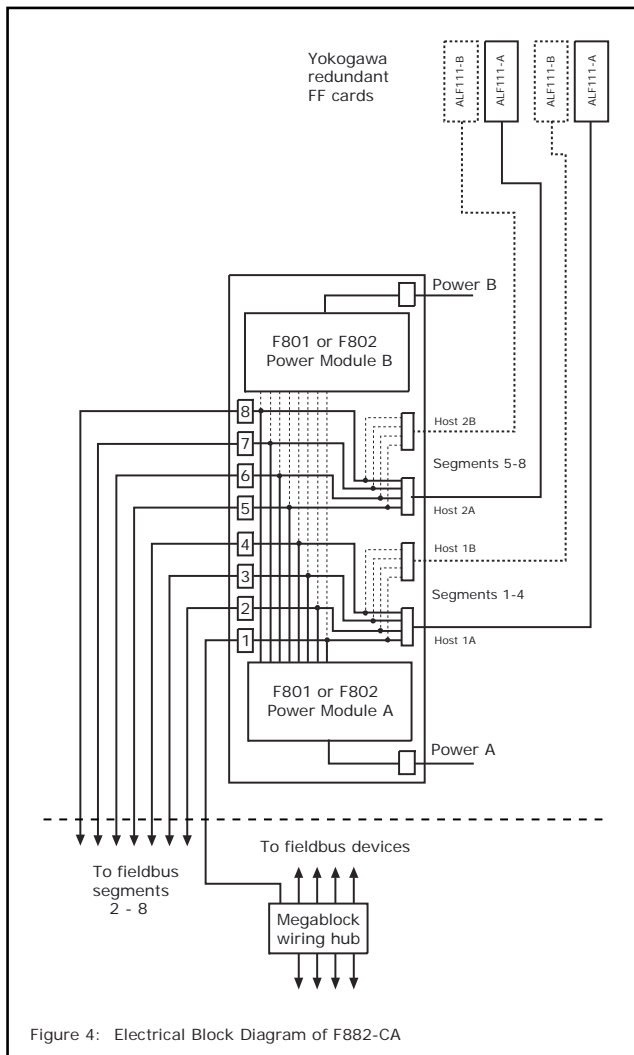 Yokogawa
redundant
FF cards
ALF111-B
ALF111-A
ALF111-B
ALF111-A
Power B
F801 or F802
Power Module B
8
7
6
5
4
3
2
1
Host 2B
Segments 5-8
Host 2A
Host 1B
Segments 1-4
Host 1A
F801 or F802
Power Module A
Power A
To fieldbus
segments
2 - 8
To fieldbus devices
Megablock
wiring hub
Figure 4: Electrical Block Diagram of F882-CA